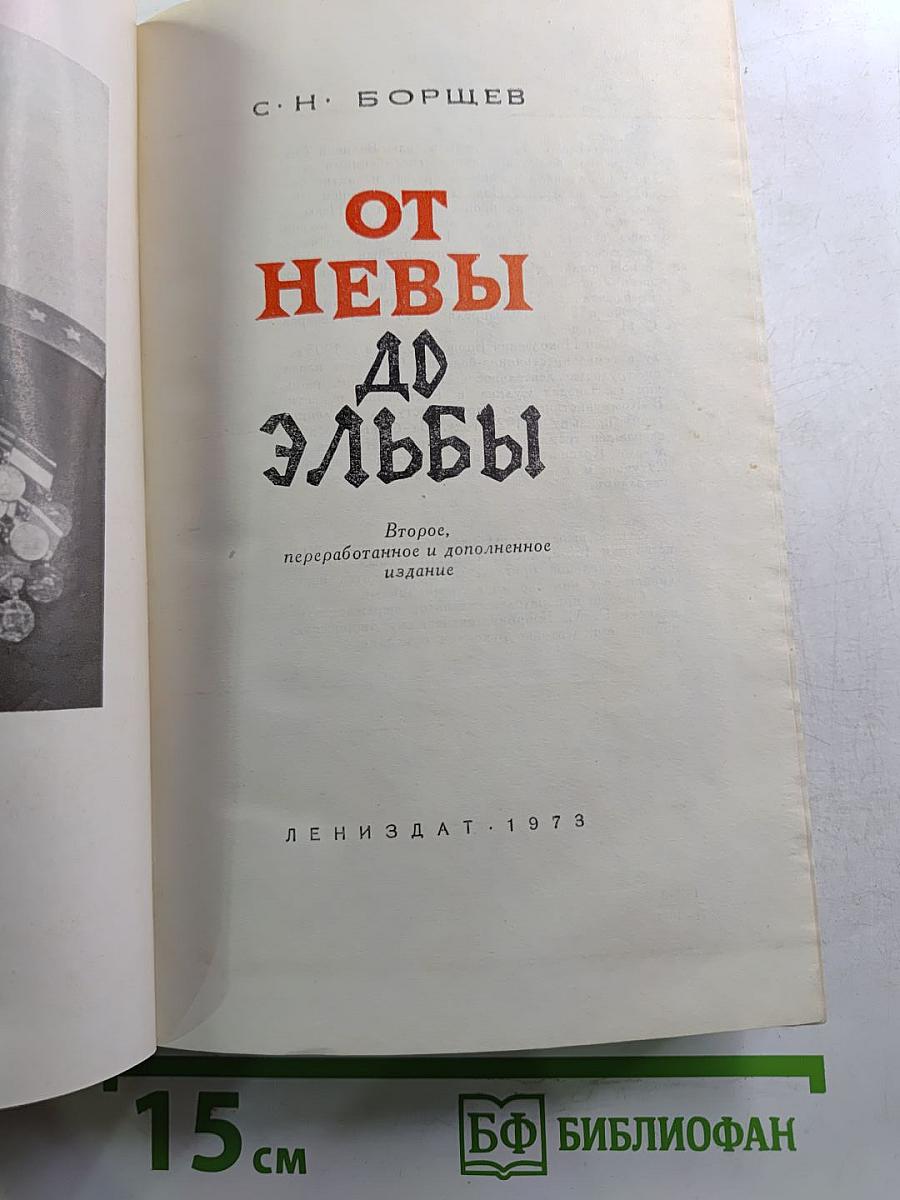 С. Н. БОРЩЕВ
ОТ
НЕВЫ
ДО
ЭЛЬБЫ
Второе,
переработанное и дополненное
издание
ЛЕНИЗДАТ · 1973
15 см
БФ БИБЛИОФАН